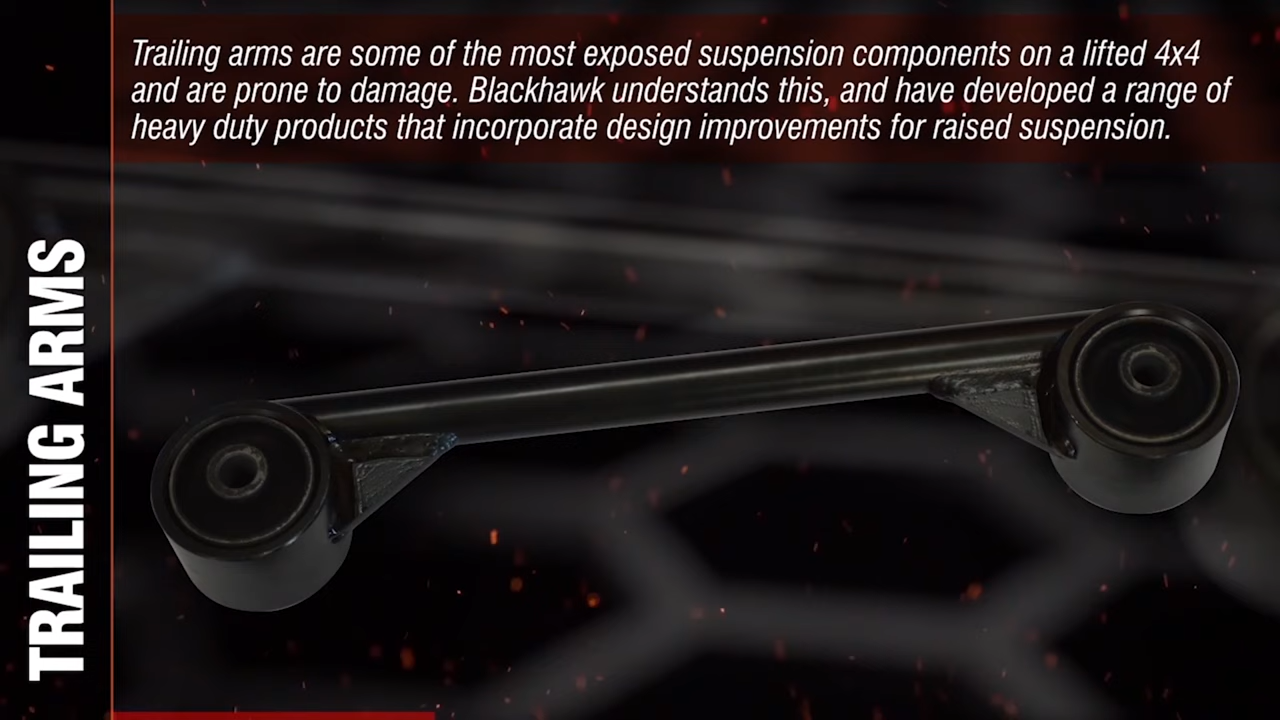 Trailing arms are some of the most exposed suspension components on a lifted 4x4
and are prone to damage. Blackhawk understands this, and have developed a range of
heavy duty products that incorporate design improvements for raised suspension.
TRAILING ARMS